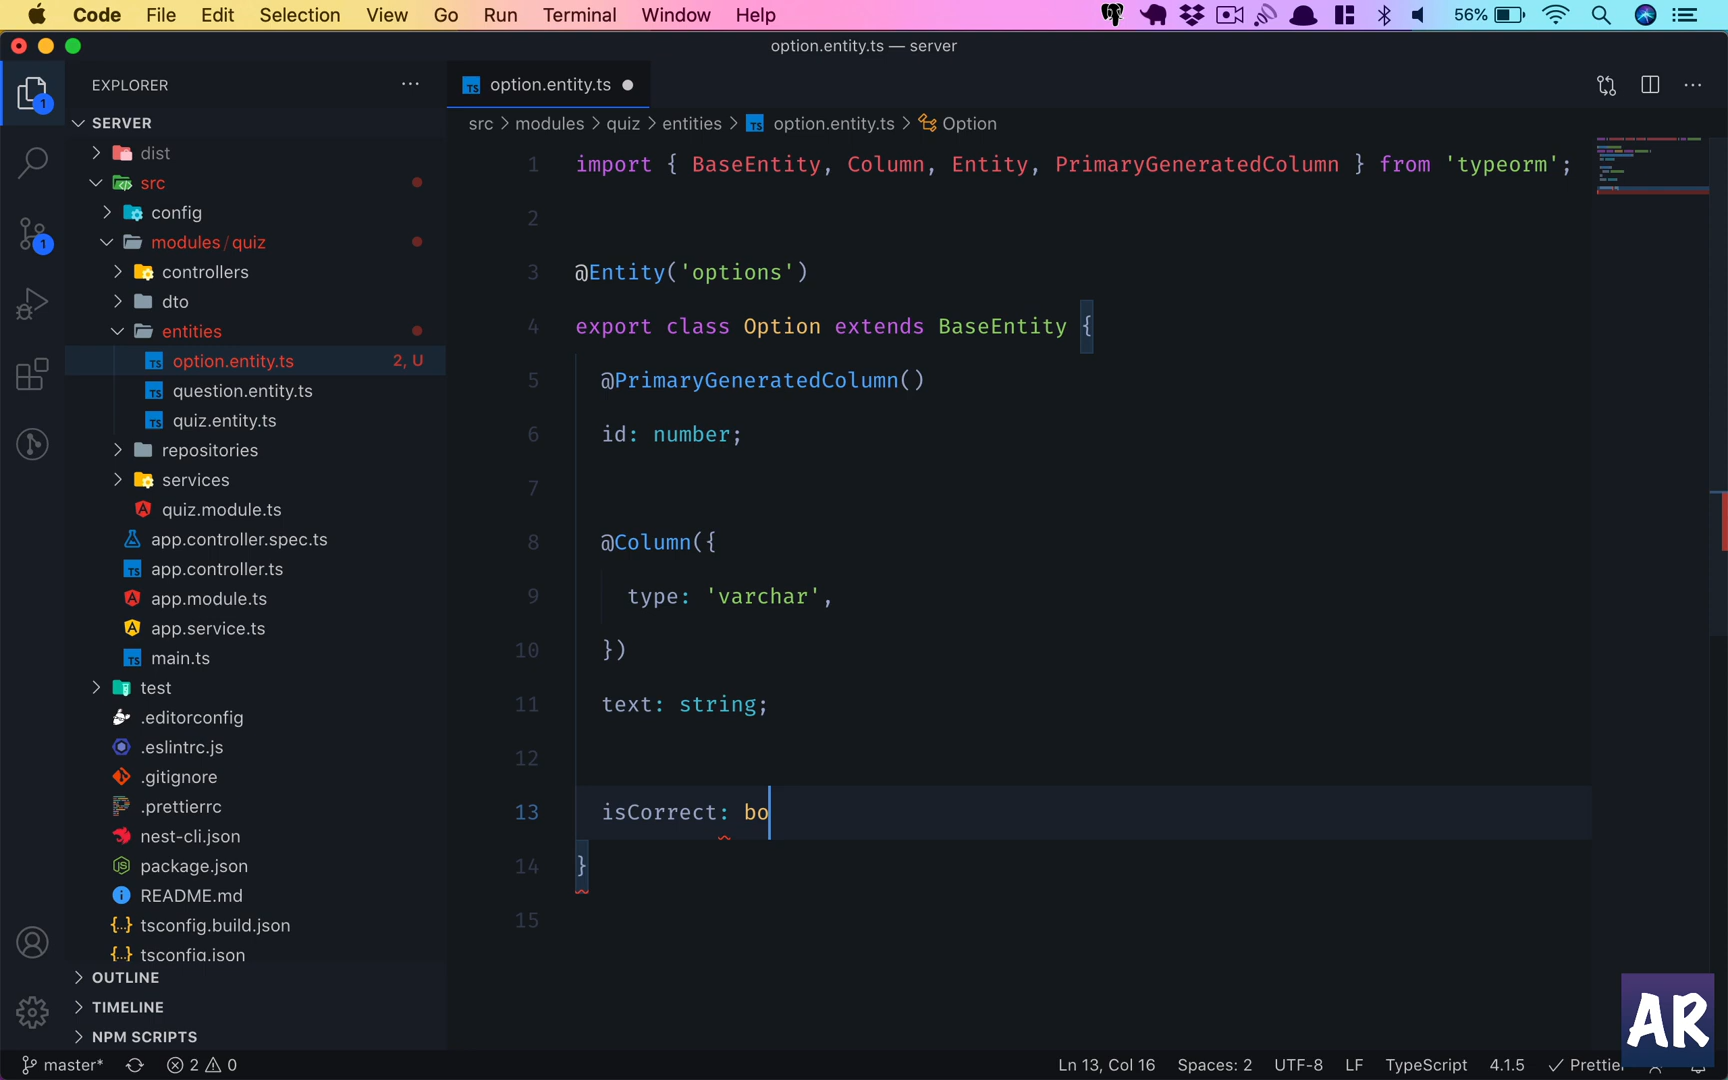 Code File Edit Selection View Go Run Terminal Window Help 56%
option.entity.ts — server
EXPLORER
SERVER
dist
src
config
modules / quiz
controllers
dto
entities
option.entity.ts 2, U
question.entity.ts
quiz.entity.ts
repositories
services
quiz.module.ts
app.controller.spec.ts
app.controller.ts
app.module.ts
app.service.ts
main.ts
test
.editorconfig
.eslintrc.js
.gitignore
.prettierrc
nest-cli.json
package.json
README.md
tsconfig.build.json
tsconfig.json
OUTLINE
TIMELINE
NPM SCRIPTS
1
1
TS option.entity.ts
src > modules > quiz > entities > TS option.entity.ts > Option
1 import { BaseEntity, Column, Entity, PrimaryGeneratedColumn } from 'typeorm';
2
3 @Entity('options')
4 export class Option extends BaseEntity {
5 @PrimaryGeneratedColumn()
6 id: number;
7
8 @Column({
9 type: 'varchar',
10 })
11 text: string;
12
13 isCorrect: bo
14 }
15
AR
master* 2 0 Ln 13, Col 16 Spaces: 2 UTF-8 LF TypeScript 4.1.5 Prettier